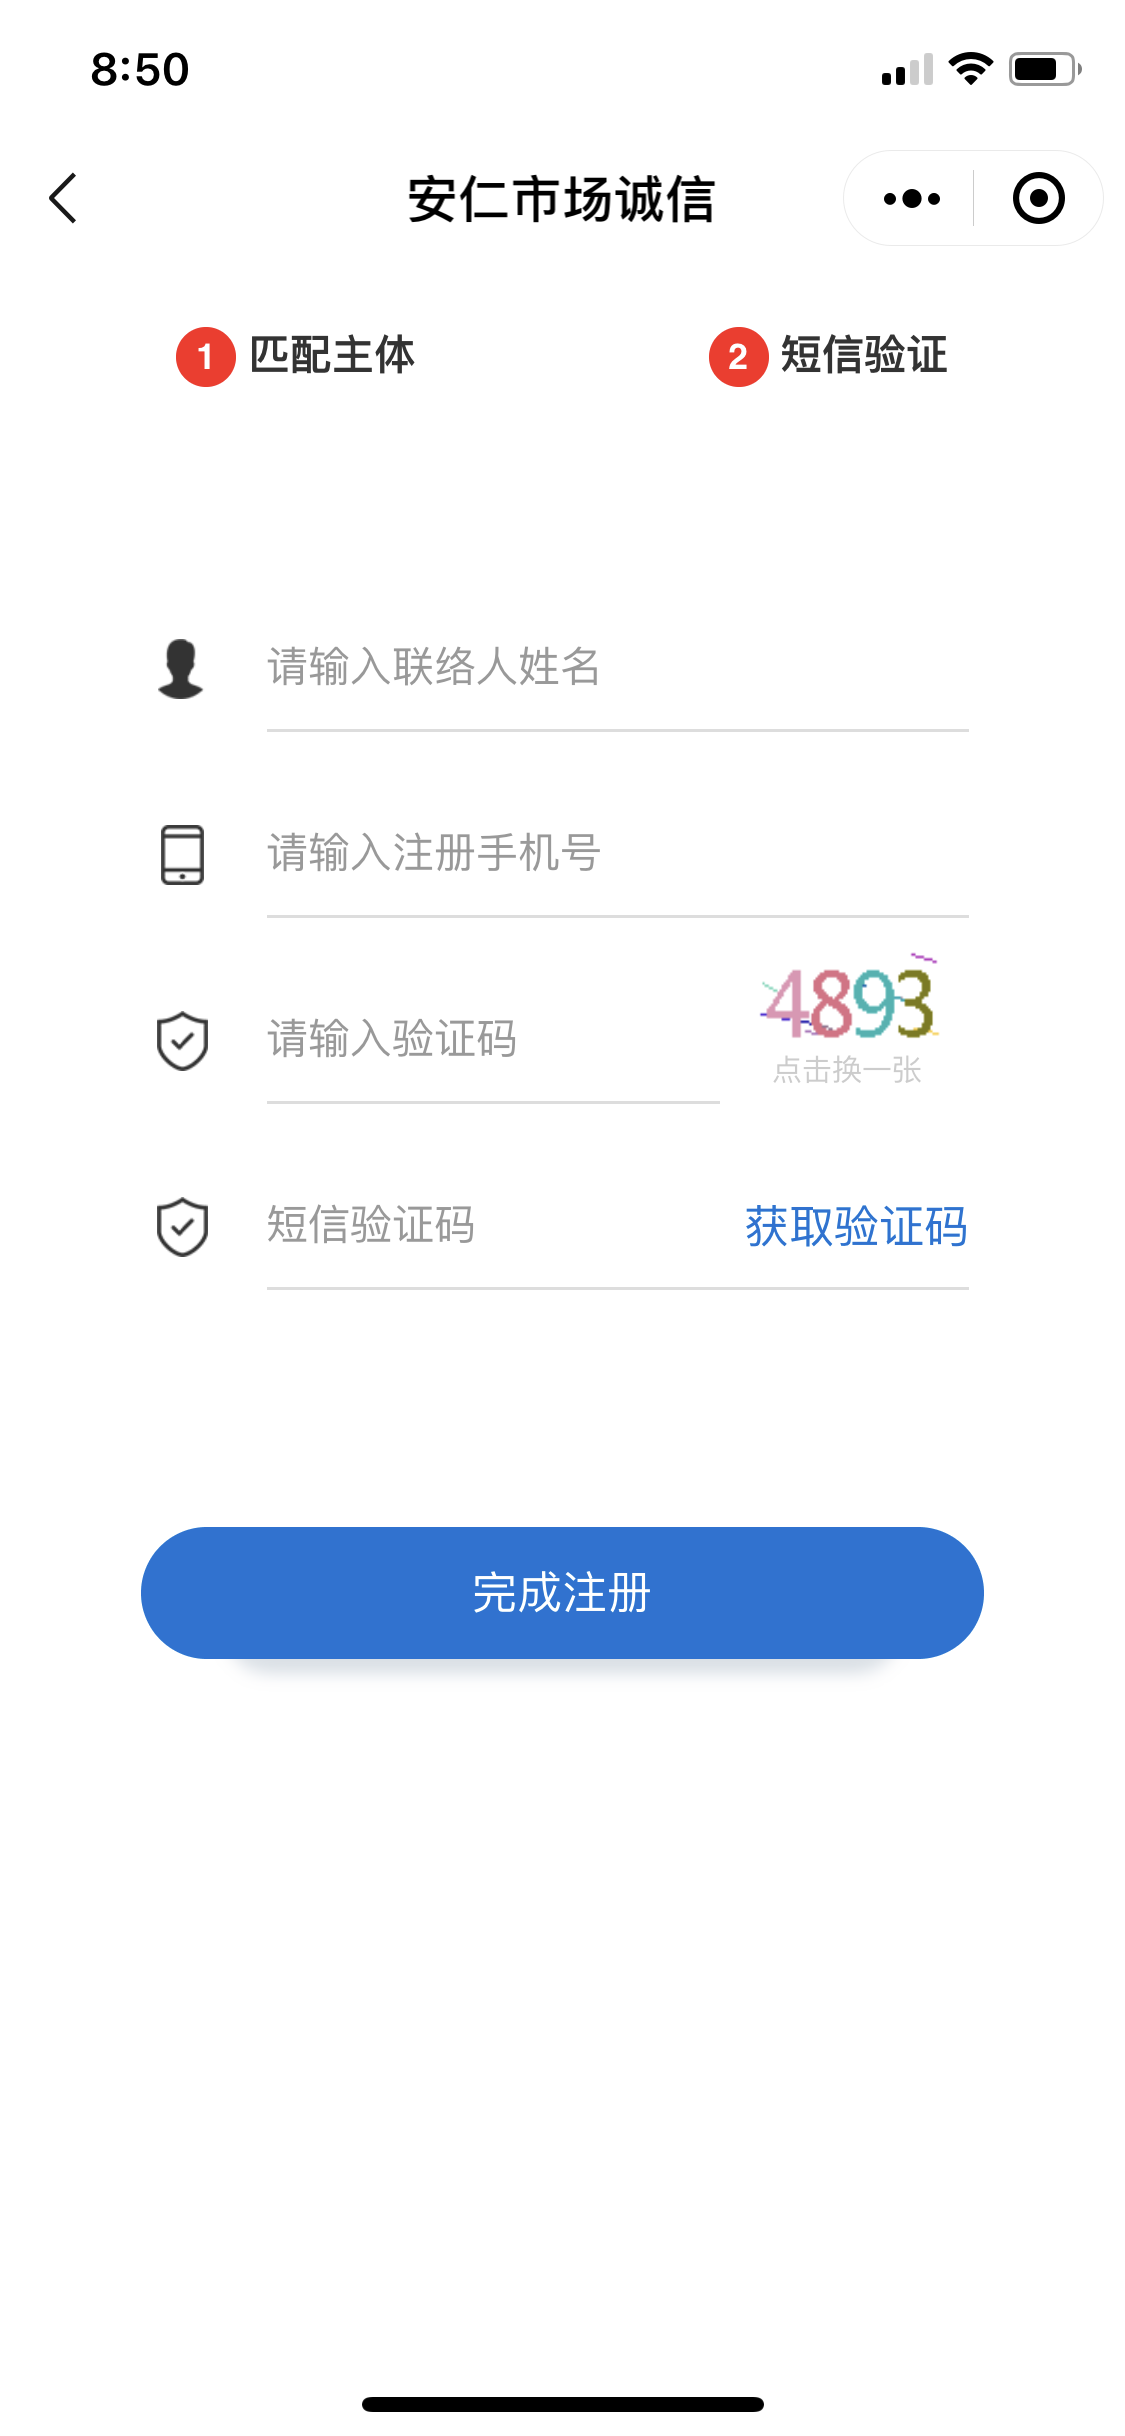 8:50
安仁市场诚信
1 匹配主体
2 短信验证
请输入联络人姓名
请输入注册手机号
请输入验证码
4893
点击换一张
短信验证码
获取验证码
完成注册